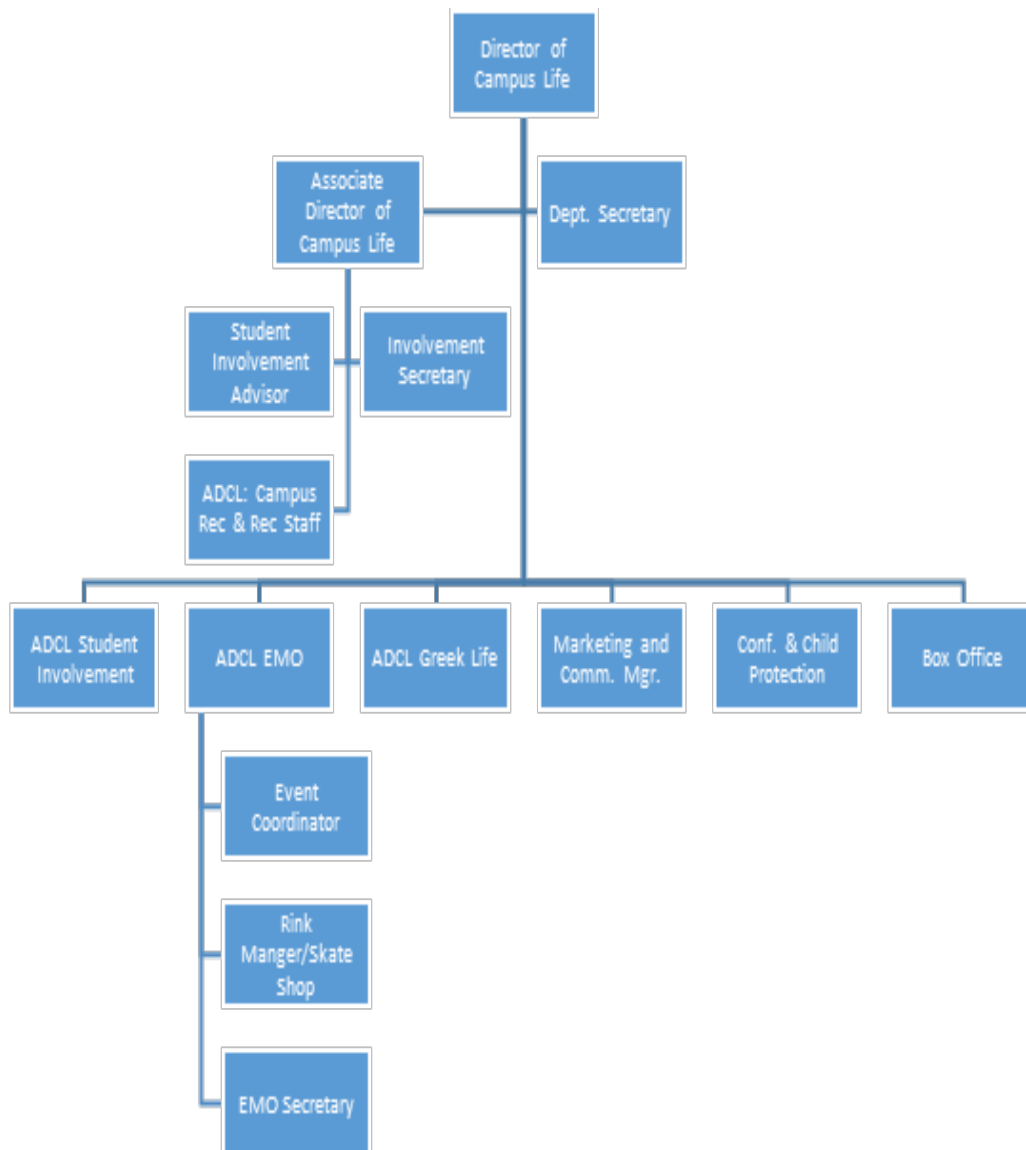 Director of
Campus Life
Associate
Director of
Campus Life
Dept. Secretary
Student
Involvement
Advisor
Involvement
Secretary
ADCL: Campus
Rec & Rec Staff
ADCL Student
Involvement
ADCL EMO
ADCL Greek Life
Marketing and
Comm. Mgr.
Conf. & Child
Protection
Box Office
Event
Coordinator
Rink
Manger/Skate
Shop
EMO Secretary